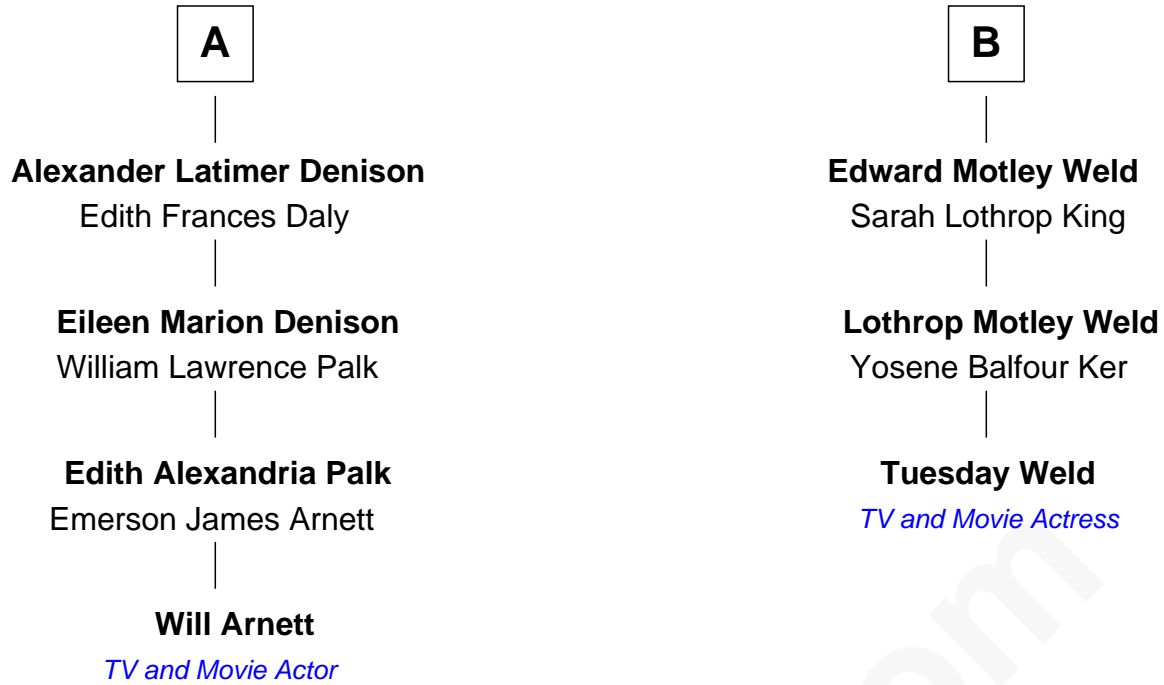 A
Alexander Latimer Denison
Edith Frances Daly
Eileen Marion Denison
William Lawrence Palk
Edith Alexandria Palk
Emerson James Arnett
Will Arnett
TV and Movie Actor
B
Edward Motley Weld
Sarah Lothrop King
Lothrop Motley Weld
Yosene Balfour Ker
Tuesday Weld
TV and Movie Actress
om